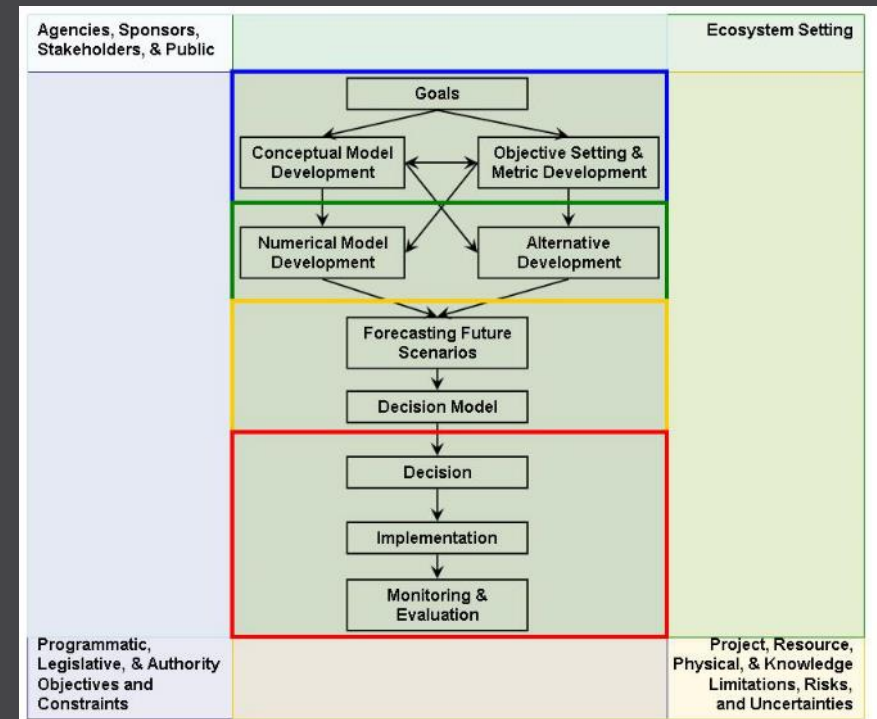 Agencies, Sponsors,
Stakeholders, & Public
Ecosystem Setting
Goals
Conceptual Model
Development
Objective Setting &
Metric Development
Numerical Model
Development
Alternative
Development
Forecasting Future
Scenarios
Decision Model
Decision
Implementation
Monitoring &
Evaluation
Programmatic,
Legislative, & Authority
Objectives and
Constraints
Project, Resource,
Physical, & Knowledge
Limitations, Risks,
and Uncertainties